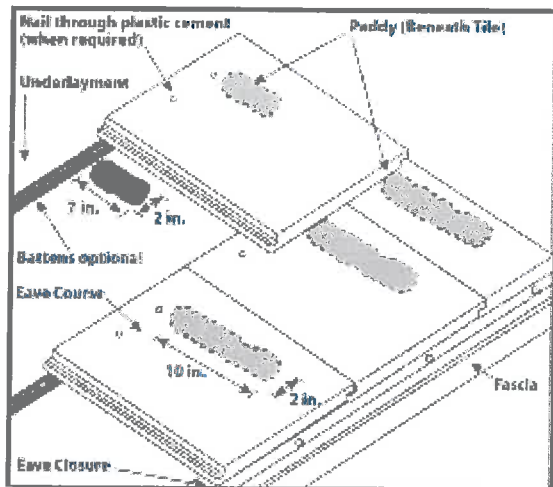 Nail through plastic cement
(when required)
Paddy (Beneath Tile)
Underlayment
7 in.
2 in.
Battens optional
Eave Course
10 in.
2 in.
Fascia
Eave Closure